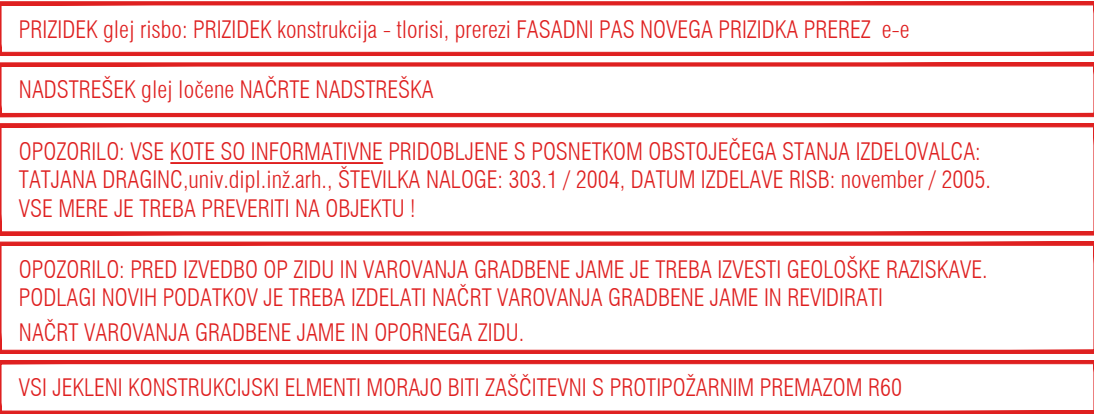 PRIZIDEK glej risbo: PRIZIDEK konstrukcija - tlorisi, prerezi FASADNI PAS NOVEGA PRIZIDKA PREREZ e-e
NADSTREŠEK glej ločene NAČRTE NADSTREŠKA
OPOZORILO: VSE KOTE SO INFORMATIVNE PRIDOBLJENE S POSNETKOM OBSTOJEČEGA STANJA IZDELOVALCA:
TATJANA DRAGINC,univ.dipl.inž.arh., ŠTEVILKA NALOGE: 303.1 / 2004, DATUM IZDELAVE RISB: november / 2005.
VSE MERE JE TREBA PREVERITI NA OBJEKTU !
OPOZORILO: PRED IZVEDBO OP ZIDU IN VAROVANJA GRADBENE JAME JE TREBA IZVESTI GEOLOŠKE RAZISKAVE.
PODLAGI NOVIH PODATKOV JE TREBA IZDELATI NAČRT VAROVANJA GRADBENE JAME IN REVIDIRATI
NAČRT VAROVANJA GRADBENE JAME IN OPORNEGA ZIDU.
VSI JEKLENI KONSTRUKCIJSKI ELMENTI MORAJO BITI ZAŠČITEVNI S PROTIPOŽARNIM PREMAZOM R60